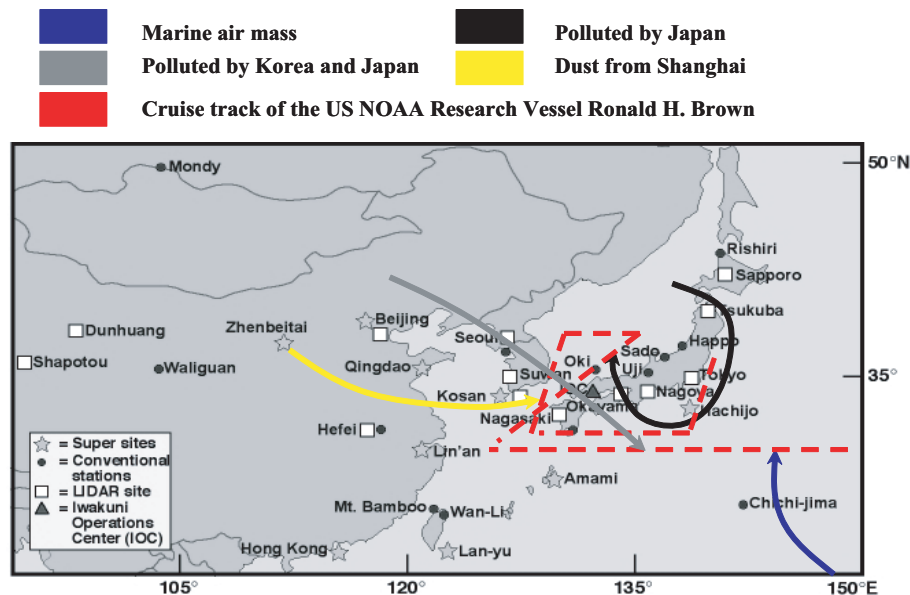 Marine air mass
Polluted by Japan
Polluted by Korea and Japan
Dust from Shanghai
Cruise track of the US NOAA Research Vessel Ronald H. Brown
Mondy
50°N
Rishiri
Sapporo
Zhenbeitai
Beijing
Tsukuba
Dunhuang
Seoul
Happo
Sado
Shapotou
Waliguan
Qingdao
Suwon
Oki
Uji
Tokyo
35°
Kosan
IOC
Nagoya
Okayama
Hachijo
Nagasaki
Hefei
Lin'an
= Super sites
= Conventional
stations
= LIDAR site
= Iwakuni
Operations
Center (IOC)
Amami
Mt. Bamboo
Wan-Li
Chichi-jima
Hong Kong
Lan-yu
105°
120°
135°
150°E